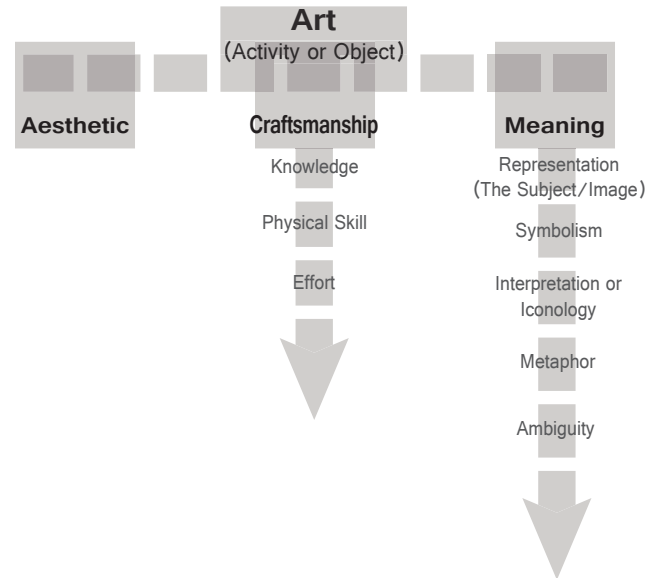 Art
(Activity or Object)
Aesthetic
Craftsmanship
Meaning
Knowledge
Physical Skill
Effort
Representation
(The Subject/Image)
Symbolism
Interpretation or
Iconology
Metaphor
Ambiguity